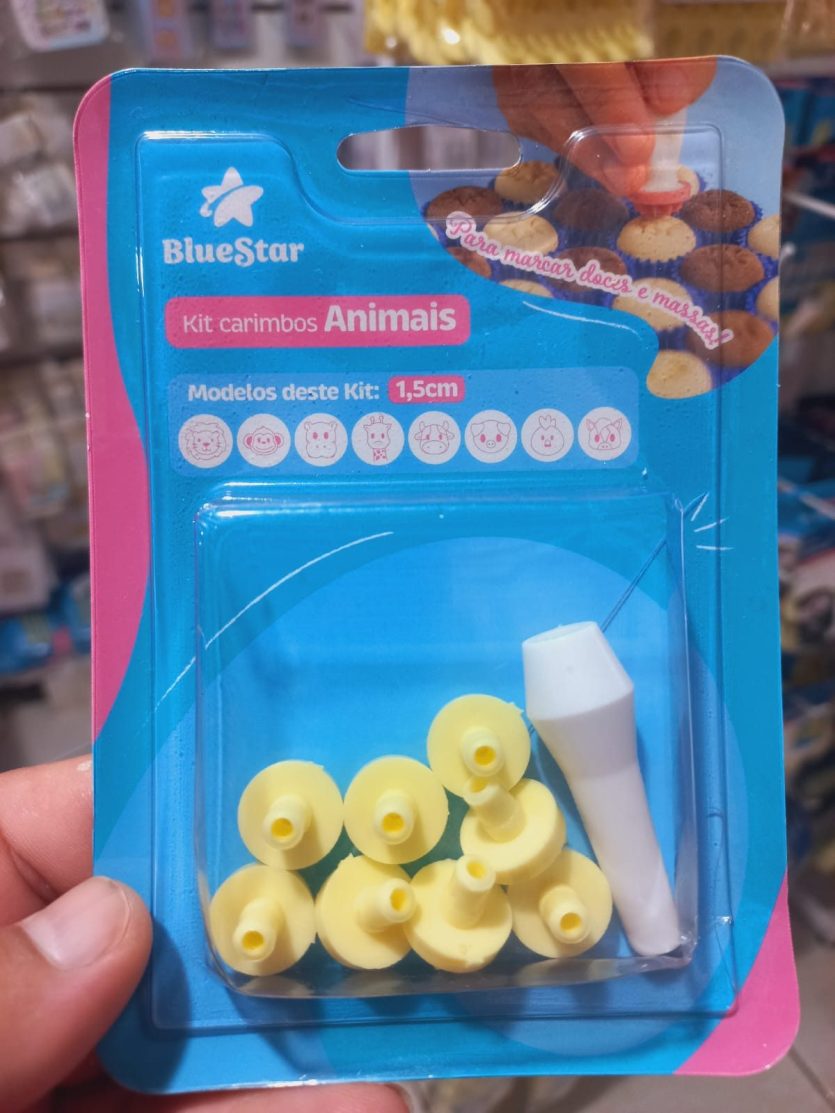 BlueStar
Para marcar doces e massas!
Kit carimbos Animais
Modelos deste Kit: 1,5cm